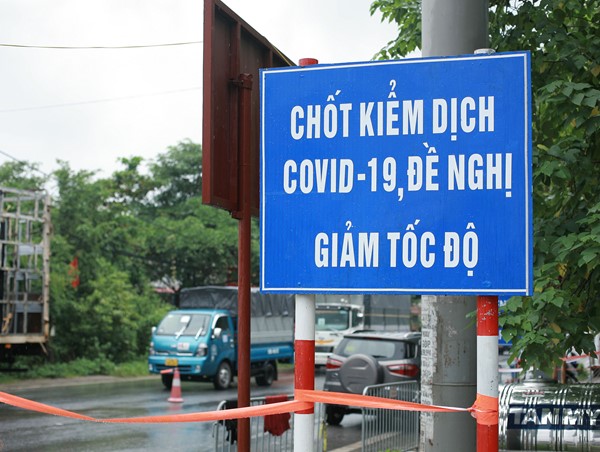 CHỐT KIỂM DỊCH
COVID-19, ĐỀ NGHỊ
GIẢM TỐC ĐỘ